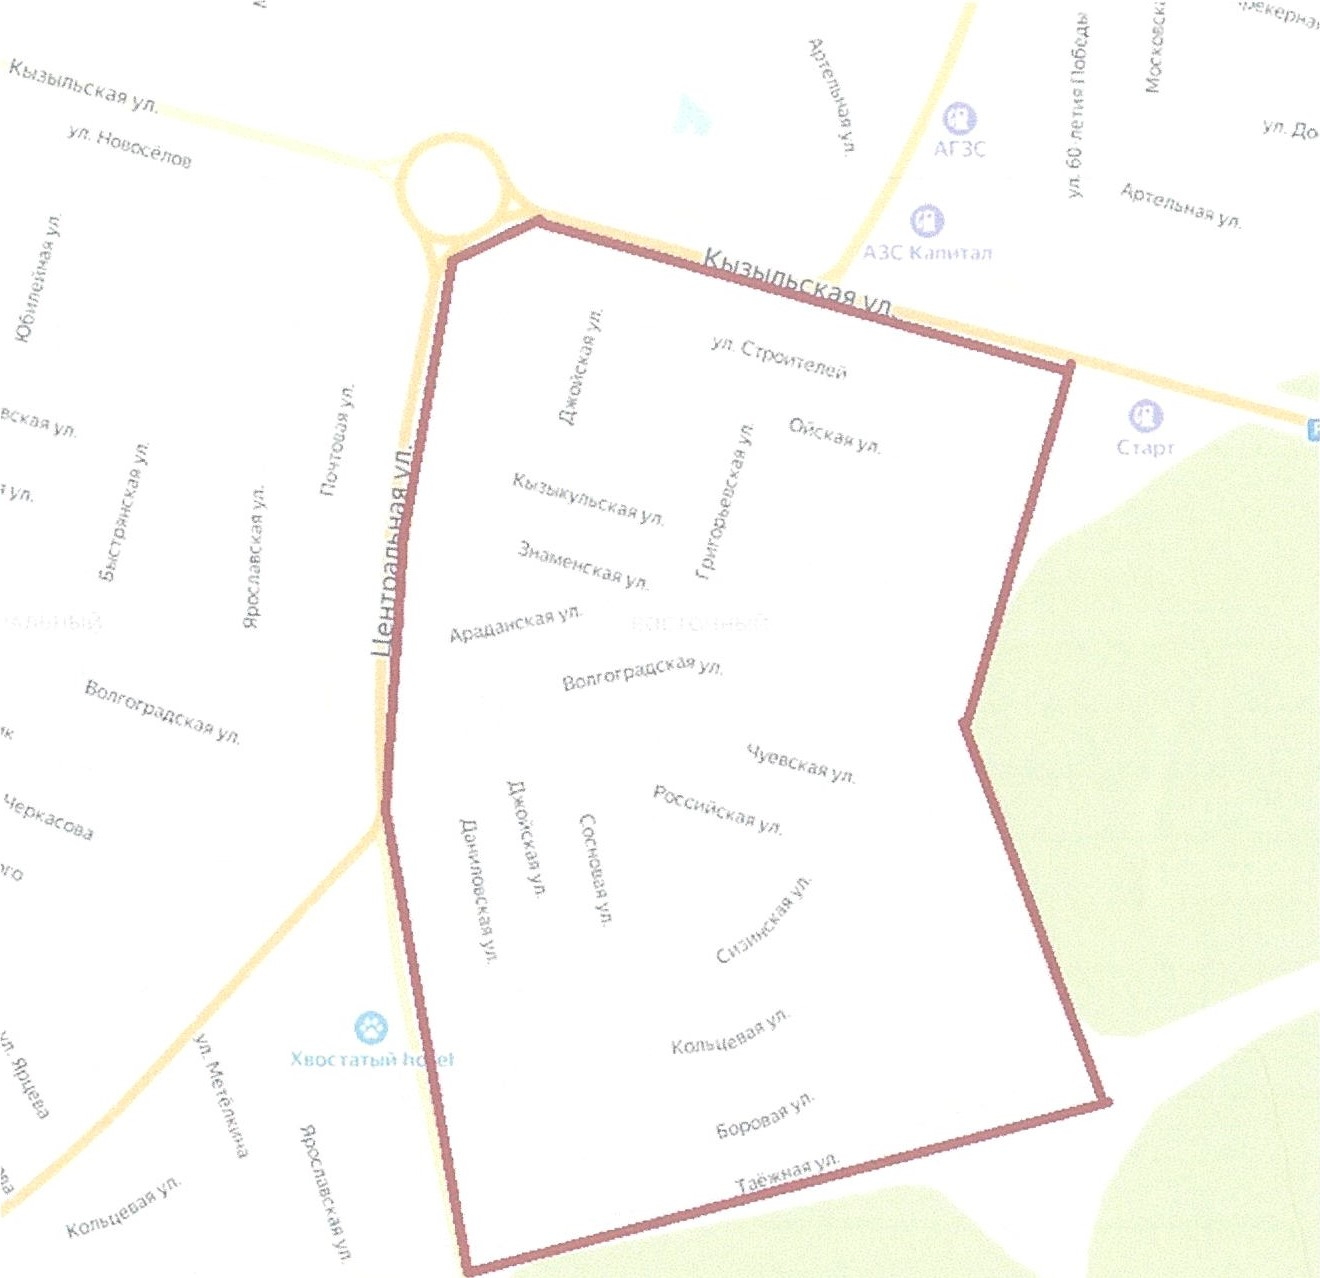 Кызыльская ул.
ул. Новосёлов
Артельная ул.
АГЗС
ул. 60-летия Победы
ул. До
Артельная ул.
АЗС Капитал
Юбилейная ул.
Кызыльская ул.
Джойская ул.
ул. Строителей
Почтовая ул.
вская ул.
Ойская ул.
Старт
Быстрянская ул.
Ярославская ул.
Центральная ул.
Кызыкульская ул.
Григорьевская ул.
я ул.
Знаменская ул.
Араданская ул.
Волгоградская ул.
Волгоградская ул.
Чуевская ул.
Российская ул.
Черкасова
Джойская ул.
Даниловская ул.
Сосновая ул.
ого
Сизинская ул.
Хвостатый hotel
Кольцевая ул.
ул. Ярцева
ул. Метёлкина
Боровая ул.
Ярославская ул.
Таёжная ул.
Кольцевая ул.